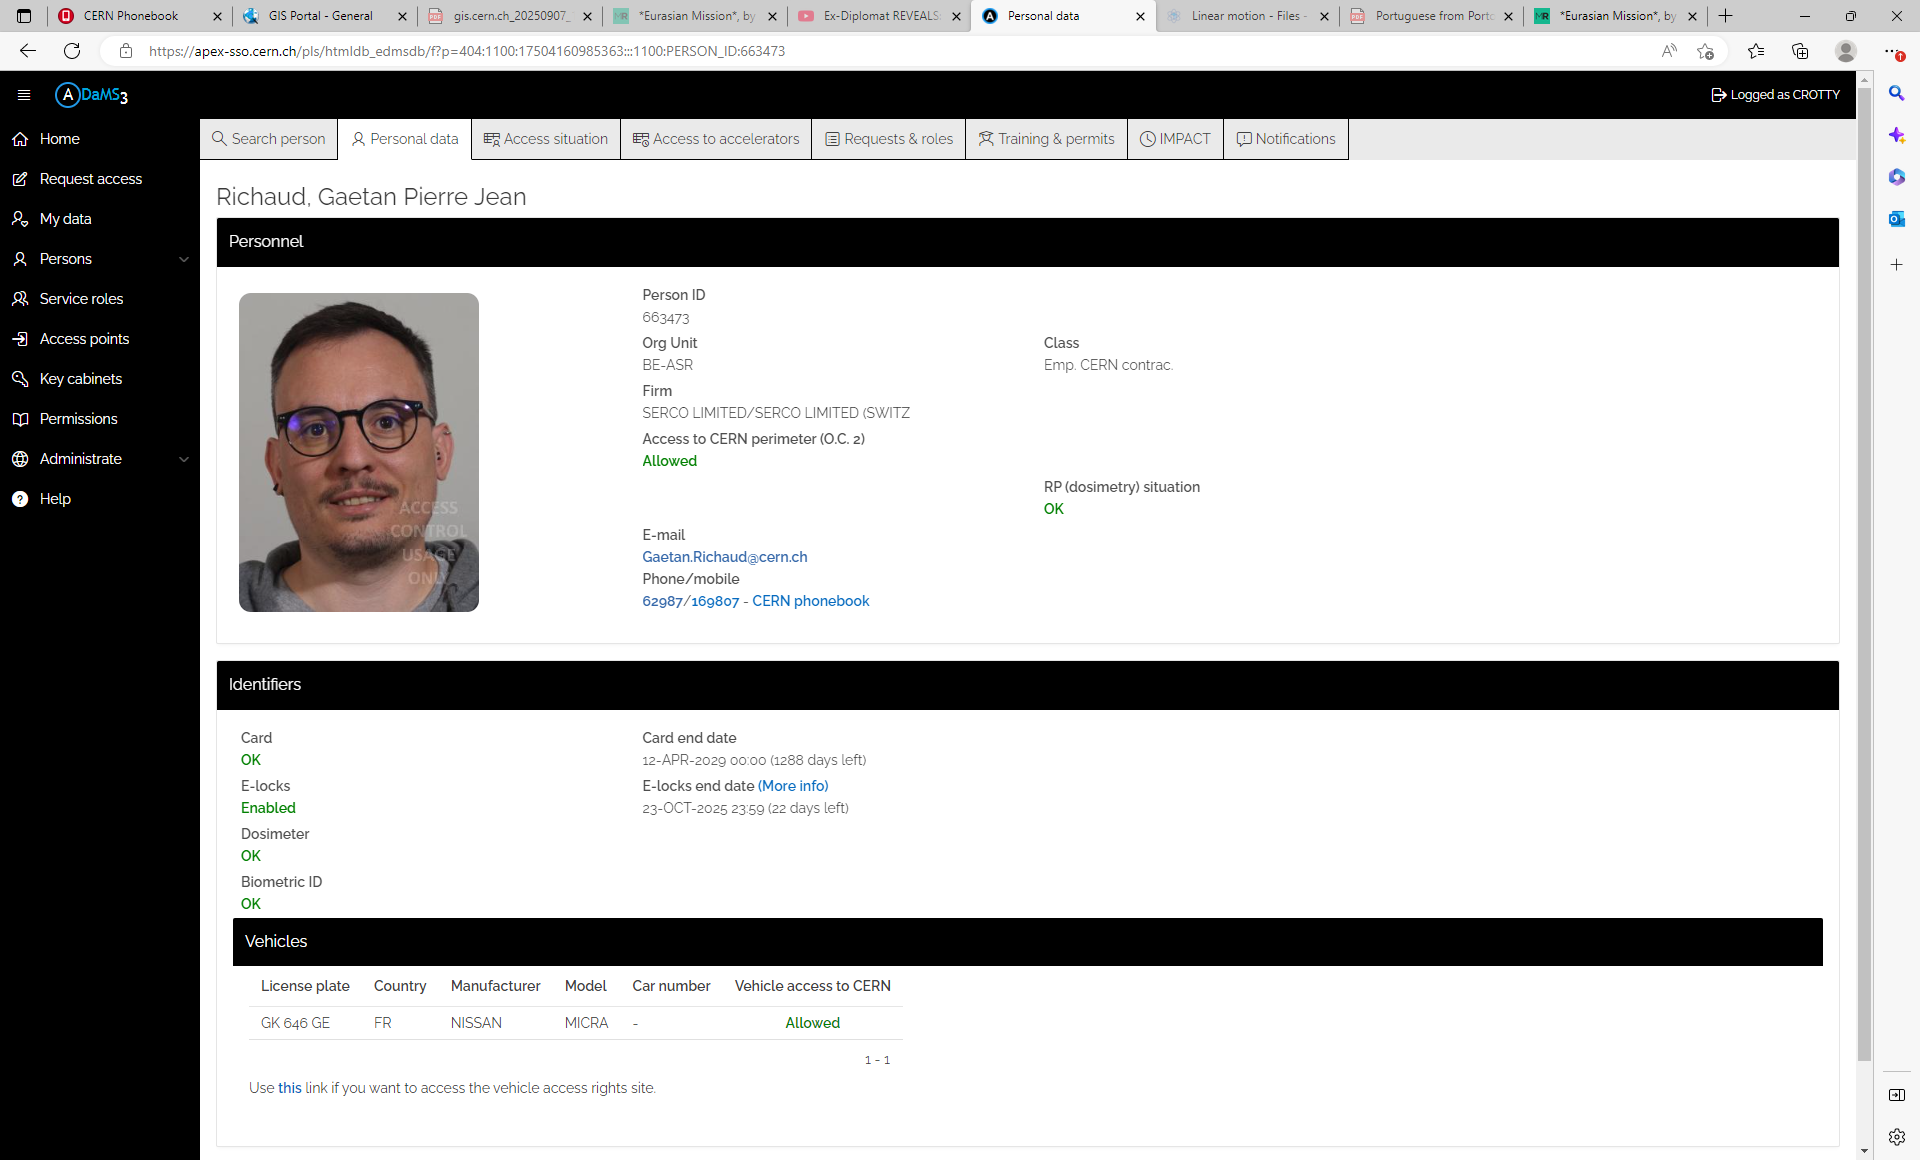 CERN Phonebook
GIS Portal - General
gis.cern.ch_20250907_
*Eurasian Mission*, by
Ex-Diplomat REVEALS:
Personal data
Linear motion - Files -
Portuguese from Porto
*Eurasian Mission*, by
https://apex-sso.cern.ch/pls/htmldb_edmsdb/f?p=404:1100:17504160985363:::1100:PERSON_ID:663473
ADaMS3
Logged as CROTTY
Home
Request access
My data
Persons
Service roles
Access points
Key cabinets
Permissions
Administrate
Help
Search person
Personal data
Access situation
Access to accelerators
Requests & roles
Training & permits
IMPACT
Notifications
Richaud, Gaetan Pierre Jean
Personnel
ACCESS
CONTROL
USAGE
ONLY
Person ID
663473
Org Unit
BE-ASR
Class
Emp. CERN contrac.
Firm
SERCO LIMITED/SERCO LIMITED (SWITZ
Access to CERN perimeter (O.C. 2)
Allowed
RP (dosimetry) situation
OK
E-mail
Gaetan.Richaud@cern.ch
Phone/mobile
62987/169807 - CERN phonebook
Identifiers
Card
OK
Card end date
12-APR-2029 00:00 (1288 days left)
E-locks
Enabled
E-locks end date (More info)
23-OCT-2025 23:59 (22 days left)
Dosimeter
OK
Biometric ID
OK
Vehicles
License plate Country Manufacturer Model Car number Vehicle access to CERN
GK 646 GE FR NISSAN MICRA - Allowed
1 - 1
Use this link if you want to access the vehicle access rights site.